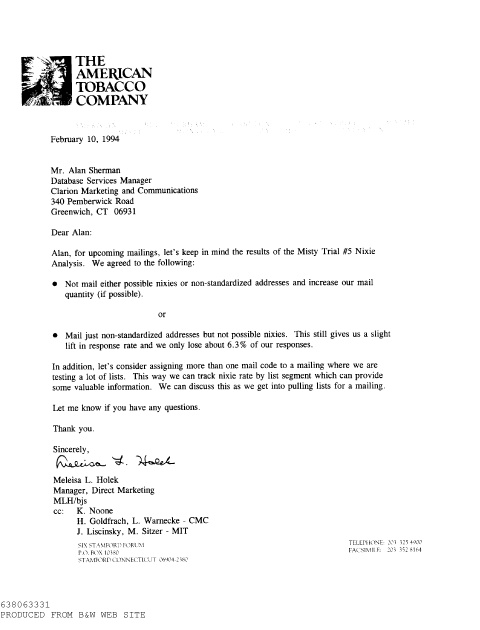 THE
AMERICAN
TOBACCO
COMPANY
February 10, 1994
Mr. Alan Sherman
Database Services Manager
Clarion Marketing and Communications
340 Pemberwick Road
Greenwich, CT 06931
Dear Alan:
Alan, for upcoming mailings, let's keep in mind the results of the Misty Trial #5 Nixie
Analysis. We agreed to the following:
● Not mail either possible nixies or non-standardized addresses and increase our mail
quantity (if possible).
or
● Mail just non-standardized addresses but not possible nixies. This still gives us a slight
lift in response rate and we only lose about 6.3% of our responses.
In addition, let's consider assigning more than one mail code to a mailing where we are
testing a lot of lists. This way we can track nixie rate by list segment which can provide
some valuable information. We can discuss this as we get into pulling lists for a mailing.
Let me know if you have any questions.
Thank you.
Sincerely,
Meleisa L. Holek
Meleisa L. Holek
Manager, Direct Marketing
MLH/bjs
cc: K. Noone
H. Goldfrach, L. Warnecke - CMC
J. Liscinsky, M. Sitzer - MIT
SIX STAMFORD FORUM
P.O. BOX 10380
STAMFORD CONNECTICUT 06904-2380
TELEPHONE: 203 325-4900
FACSIMILE: 203 352-8164
638063331
PRODUCED FROM B&W WEB SITE